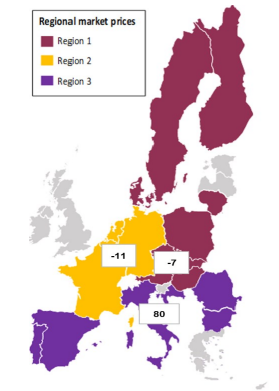 Regional market prices
Region 1
Region 2
Region 3
-11
-7
80